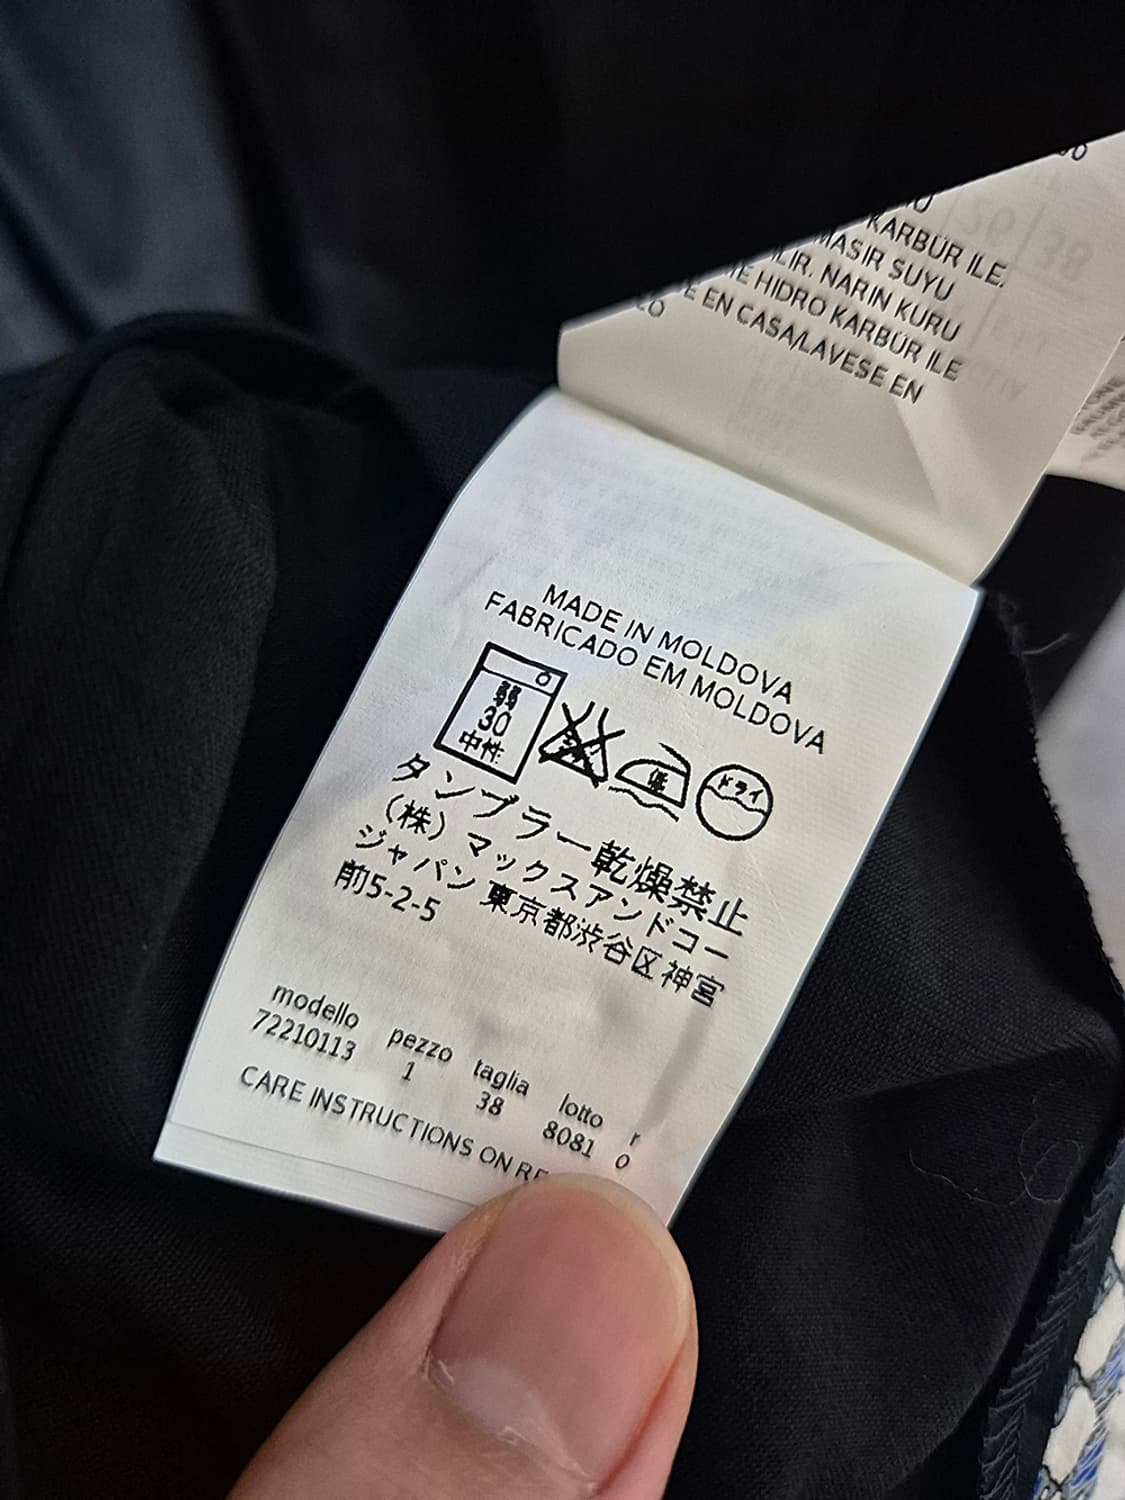 KARBÜR ILE.
MASIR SUYU
NARIN KURU
HIDRO KARBÜR ILE
E EN CASA/LAVESE EN
CO
MADE IN MOLDOVA
FABRICADO EM MOLDOVA
弱
30
中性
低
ドライ
タンブラー乾燥禁止
(株) マックスアンドコー
ジャパン 東京都渋谷区神宮
前5-2-5
modello pezzo taglia lotto r
72210113 1 38 8081 0
CARE INSTRUCTIONS ON RE